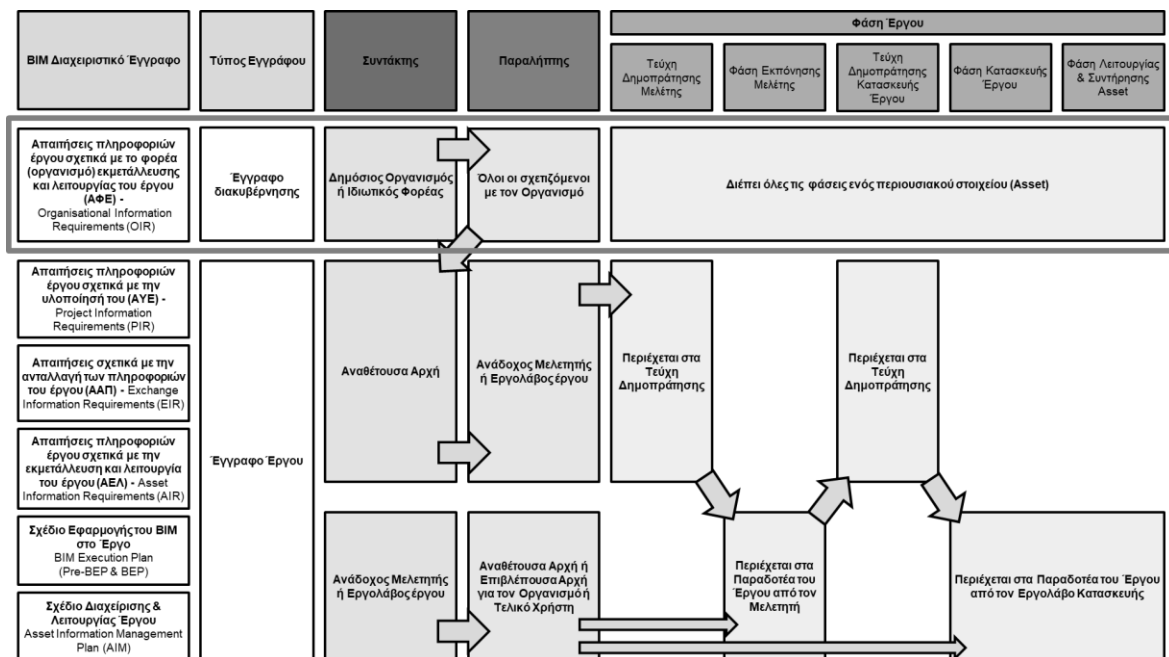 Φάση Έργου
BIM Διαχειριστικό Έγγραφο
Τύπος Εγγράφου
Συντάκτης
Παραλήπτης
Τεύχη
Δημοπράτησης
Μελέτης
Φάση Εκπόνησης
Μελέτης
Τεύχη
Δημοπράτησης
Κατασκευής
Έργου
Φάση Κατασκευής
Έργου
Φάση Λειτουργίας
& Συντήρησης
Asset
Απαιτήσεις πληροφοριών
έργου σχετικά με το φορέα
(οργανισμό) εκμετάλλευσης
και λειτουργίας του έργου
(ΑΦΕ) -
Organisational Information
Requirements (OIR)
Έγγραφο
διακυβέρνησης
Δημόσιος Οργανισμός
ή Ιδιωτικός Φορέας
Όλοι οι σχετιζόμενοι
με τον Οργανισμό
Διέπει όλες τις φάσεις ενός περιουσιακού στοιχείου (Asset)
Απαιτήσεις πληροφοριών
έργου σχετικά με την
υλοποίησή του (ΑΥΕ) -
Project Information
Requirements (PIR)
Απαιτήσεις σχετικά με την
ανταλλαγή των πληροφοριών
του έργου (ΑΑΠ) - Exchange
Information Requirements (EIR)
Απαιτήσεις πληροφοριών
έργου σχετικά με την
εκμετάλλευση και λειτουργία
του έργου (ΑΕΛ) - Asset
Information Requirements (AIR)
Έγγραφο Έργου
Αναθέτουσα Αρχή
Ανάδοχος Μελετητής
ή Εργολάβος έργου
Περιέχεται στα
Τεύχη
Δημοπράτησης
Περιέχεται στα
Τεύχη
Δημοπράτησης
Σχέδιο Εφαρμογής του BIM
στο Έργο
BIM Execution Plan
(Pre-BEP & BEP)
Σχέδιο Διαχείρισης &
Λειτουργίας Έργου
Asset Information Management
Plan (AIM)
Ανάδοχος Μελετητής
ή Εργολάβος έργου
Αναθέτουσα Αρχή ή
Επιβλέπουσα Αρχή
για τον Οργανισμό ή
Τελικό Χρήστη
Περιέχεται στα
Παραδοτέα του
Έργου από τον
Μελετητή
Περιέχεται στα Παραδοτέα του Έργου
από τον Εργολάβο Κατασκευής